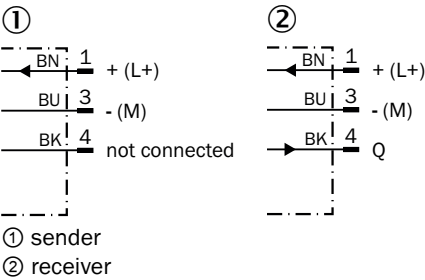 ① ②
BN 1 + (L+) BN 1 + (L+)
BU 3 - (M) BU 3 - (M)
BK 4 not connected BK 4 Q
① sender
② receiver